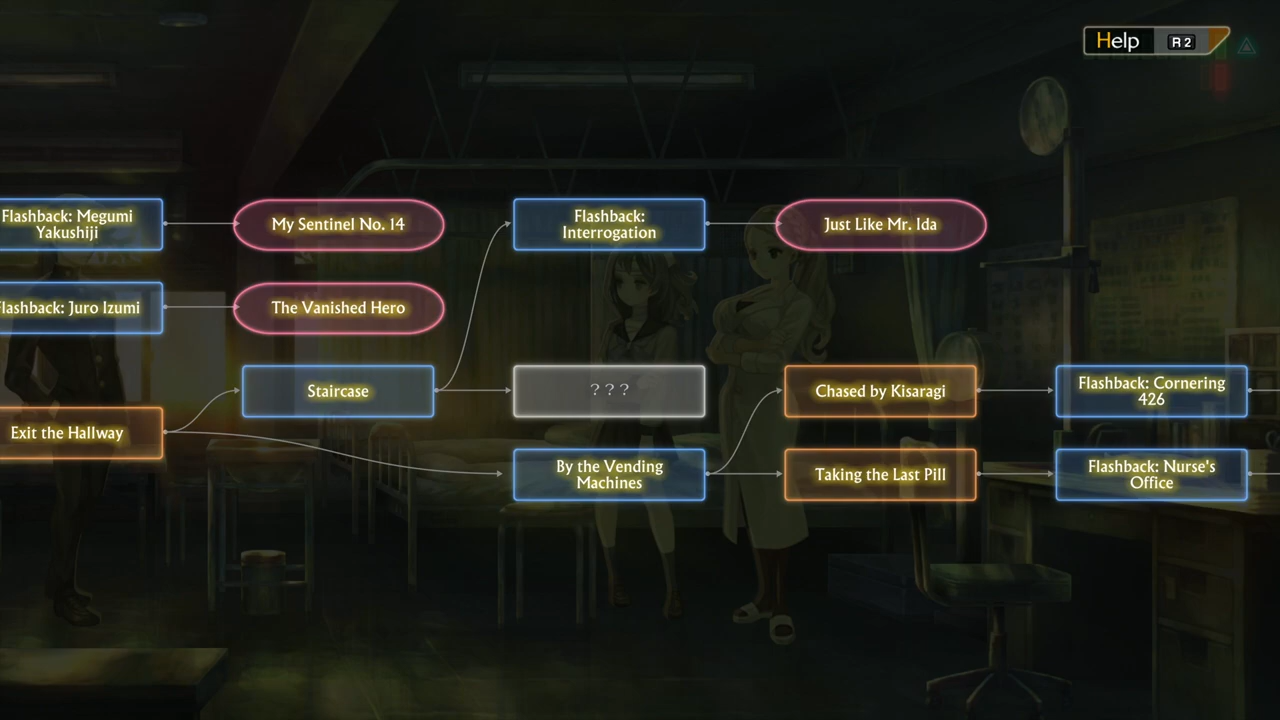 Help R2
Flashback: Megumi
Yakushiji
My Sentinel No. 14
Flashback:
Interrogation
Just Like Mr. Ida
Flashback: Juro Izumi
The Vanished Hero
Exit the Hallway
Staircase
???
By the Vending
Machines
Chased by Kisaragi
Taking the Last Pill
Flashback: Cornering
426
Flashback: Nurse's
Office